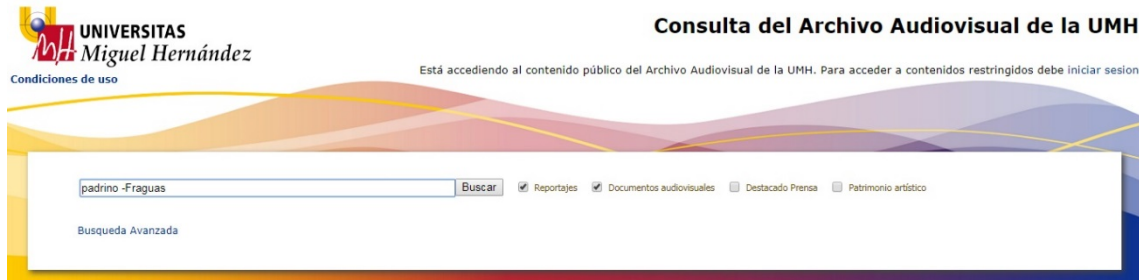 UNIVERSITAS
Miguel Hernández
Consulta del Archivo Audiovisual de la UMH
Condiciones de uso
Está accediendo al contenido público del Archivo Audiovisual de la UMH. Para acceder a contenidos restringidos debe iniciar sesion
padrino -Fraguas Buscar Reportajes Documentos audiovisuales Destacado Prensa Patrimonio artístico
Busqueda Avanzada